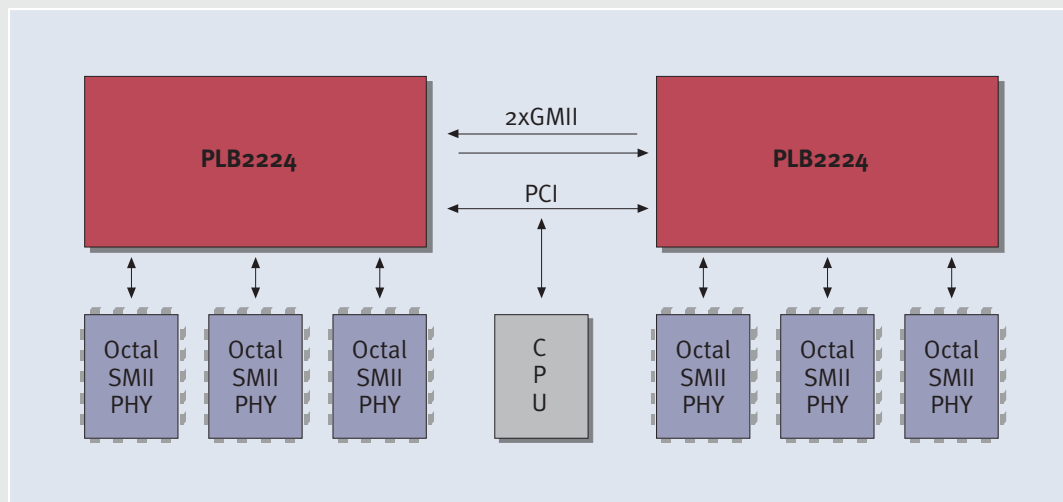 2xGMII
PLB2224
PLB2224
PCI
Octal
SMII
PHY
Octal
SMII
PHY
Octal
SMII
PHY
C
P
U
Octal
SMII
PHY
Octal
SMII
PHY
Octal
SMII
PHY